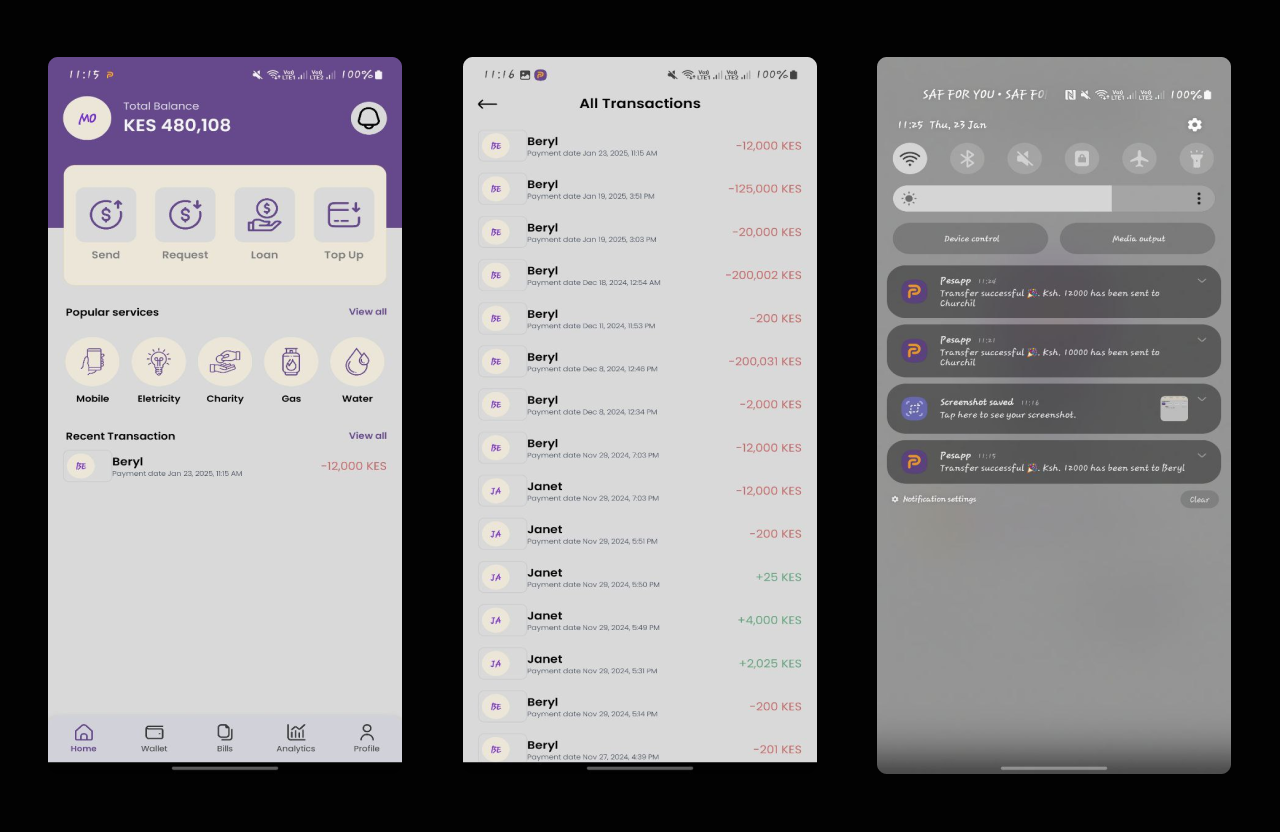 11:15
VoB LTE1 VoB LTE2 100%
MO
Total Balance
KES 480,108
Send Request Loan Top Up
Popular services View all
Mobile Eletricity Charity Gas Water
Recent Transaction View all
BE
Beryl
Payment date Jan 23, 2025, 11:15 AM
-12,000 KES
Home Wallet Bills Analytics Profile
11:16
100%
All Transactions
BE
Beryl
Payment date Jan 23, 2025, 11:15 AM
-12,000 KES
BE
Beryl
Payment date Jan 19, 2025, 3:51 PM
-125,000 KES
BE
Beryl
Payment date Jan 19, 2025, 3:03 PM
-20,000 KES
BE
Beryl
Payment date Dec 18, 2024, 12:54 AM
-200,002 KES
BE
Beryl
Payment date Dec 11, 2024, 11:53 PM
-200 KES
BE
Beryl
Payment date Dec 8, 2024, 12:46 PM
-200,031 KES
BE
Beryl
Payment date Dec 8, 2024, 12:34 PM
-2,000 KES
BE
Beryl
Payment date Nov 29, 2024, 7:03 PM
-12,000 KES
JA
Janet
Payment date Nov 29, 2024, 7:03 PM
-12,000 KES
JA
Janet
Payment date Nov 29, 2024, 5:51 PM
-200 KES
JA
Janet
Payment date Nov 29, 2024, 5:50 PM
+25 KES
JA
Janet
Payment date Nov 29, 2024, 5:49 PM
+4,000 KES
JA
Janet
Payment date Nov 29, 2024, 5:31 PM
+2,025 KES
BE
Beryl
Payment date Nov 29, 2024, 5:14 PM
-200 KES
BE
Beryl
Payment date Nov 27, 2024, 4:39 PM
-201 KES
SAF FOR YOU • SAF FO
100%
11:25 Thu, 23 Jan
Device control Media output
Pesapp
Transfer successful 🎉. Ksh. 12000 has been sent to
Churchil
Pesapp 11:21
Transfer successful 🎉. Ksh. 10000 has been sent to
Churchil
Screenshot saved 11:16
Tap here to see your screenshot.
Pesapp 11:15
Transfer successful 🎉. Ksh. 12000 has been sent to Beryl
Notification settings Clear